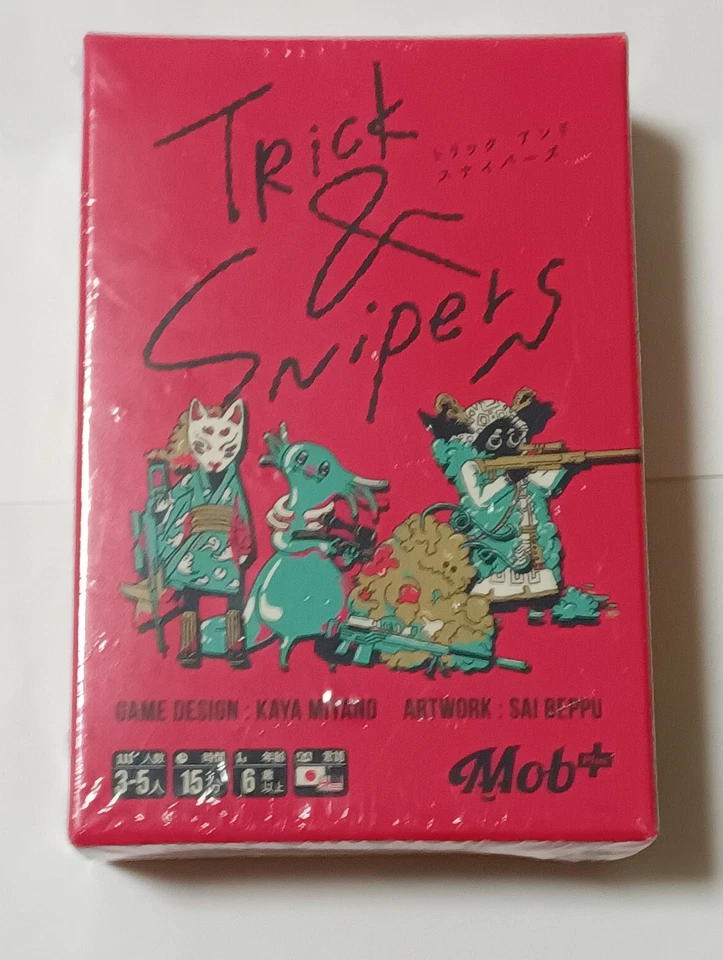 Trick
&
Snipers
トリック アンド
スナイパーズ
GAME DESIGN : KAYA MIYANO ARTWORK : SAI BEPPU
人数 時間 年齢 言語
3-5人 15分 6歳以上
Mob+ Plus